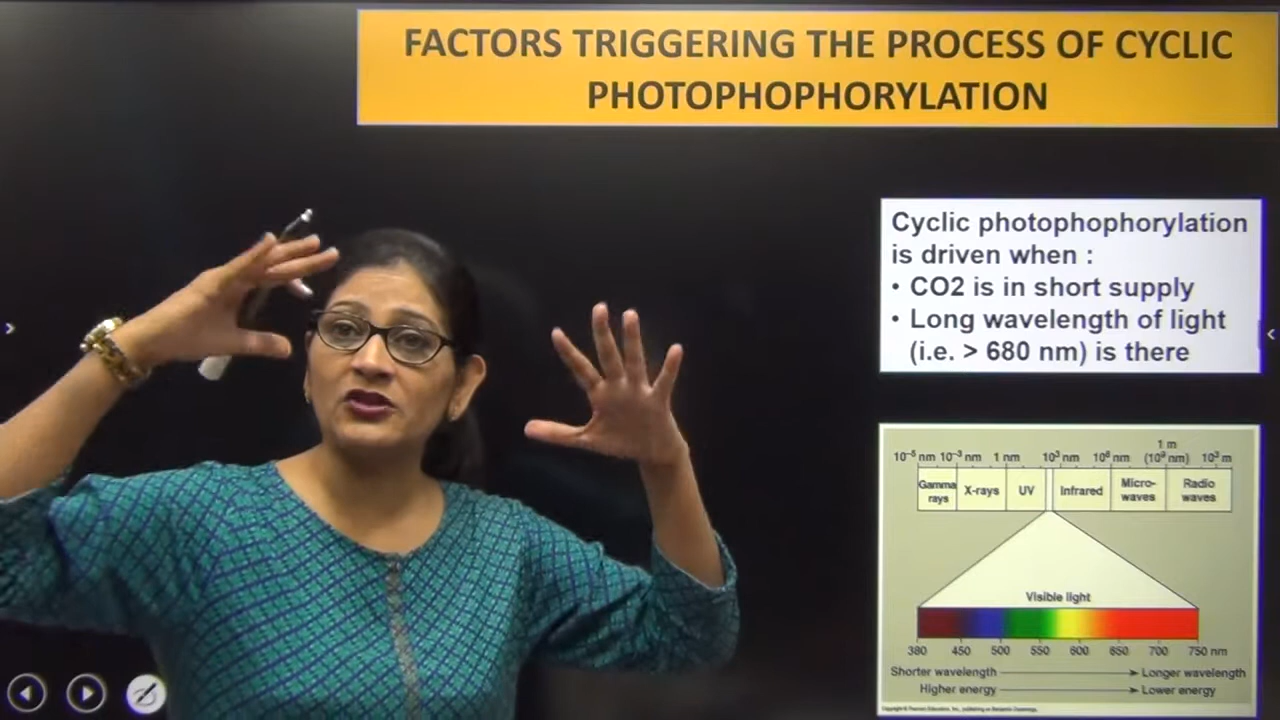 FACTORS TRIGGERING THE PROCESS OF CYCLIC
PHOTOPHOPHORYLATION
Cyclic photophophorylation
is driven when :
• CO2 is in short supply
• Long wavelength of light
(i.e. > 680 nm) is there
1 m
10⁻⁵ nm 10⁻³ nm 1 nm 10³ nm 10⁶ nm (10⁹ nm) 10³ m
Gamma rays X-rays UV Infrared Micro-waves Radio waves
Visible light
380 450 500 550 600 650 700 750 nm
Shorter wavelength Longer wavelength
Higher energy Lower energy